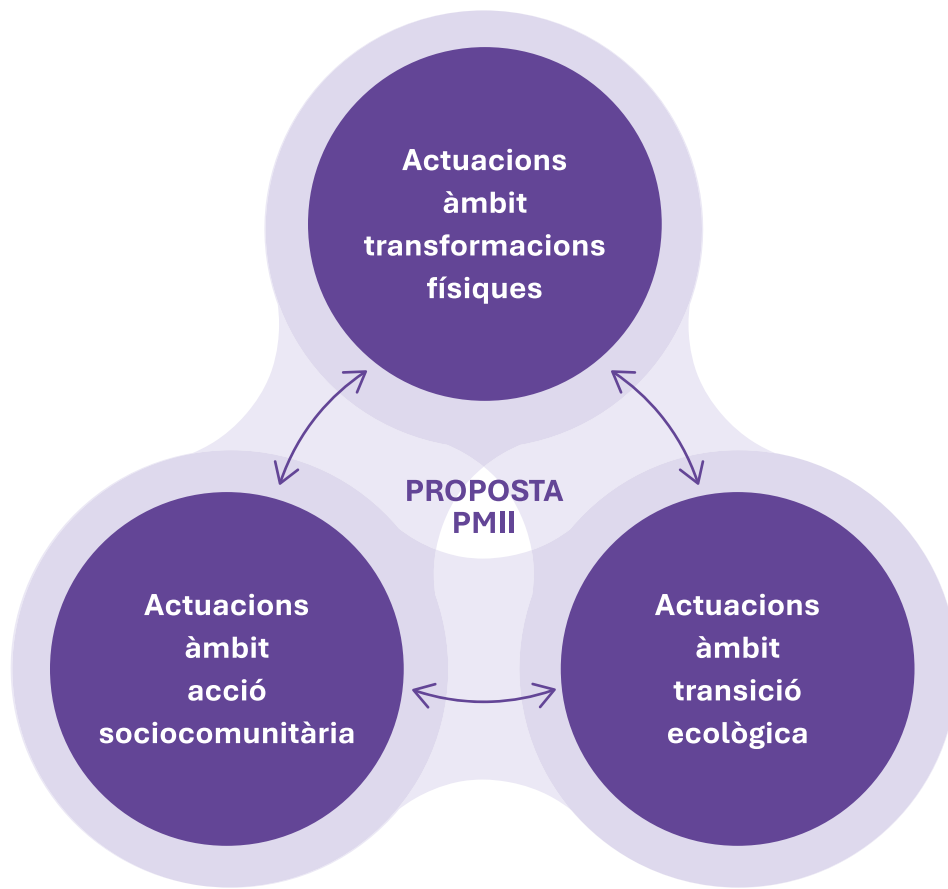 Actuacions
àmbit
transformacions
físiques
PROPOSTA
PMII
Actuacions
àmbit
acció
sociocomunitària
Actuacions
àmbit
transició
ecològica